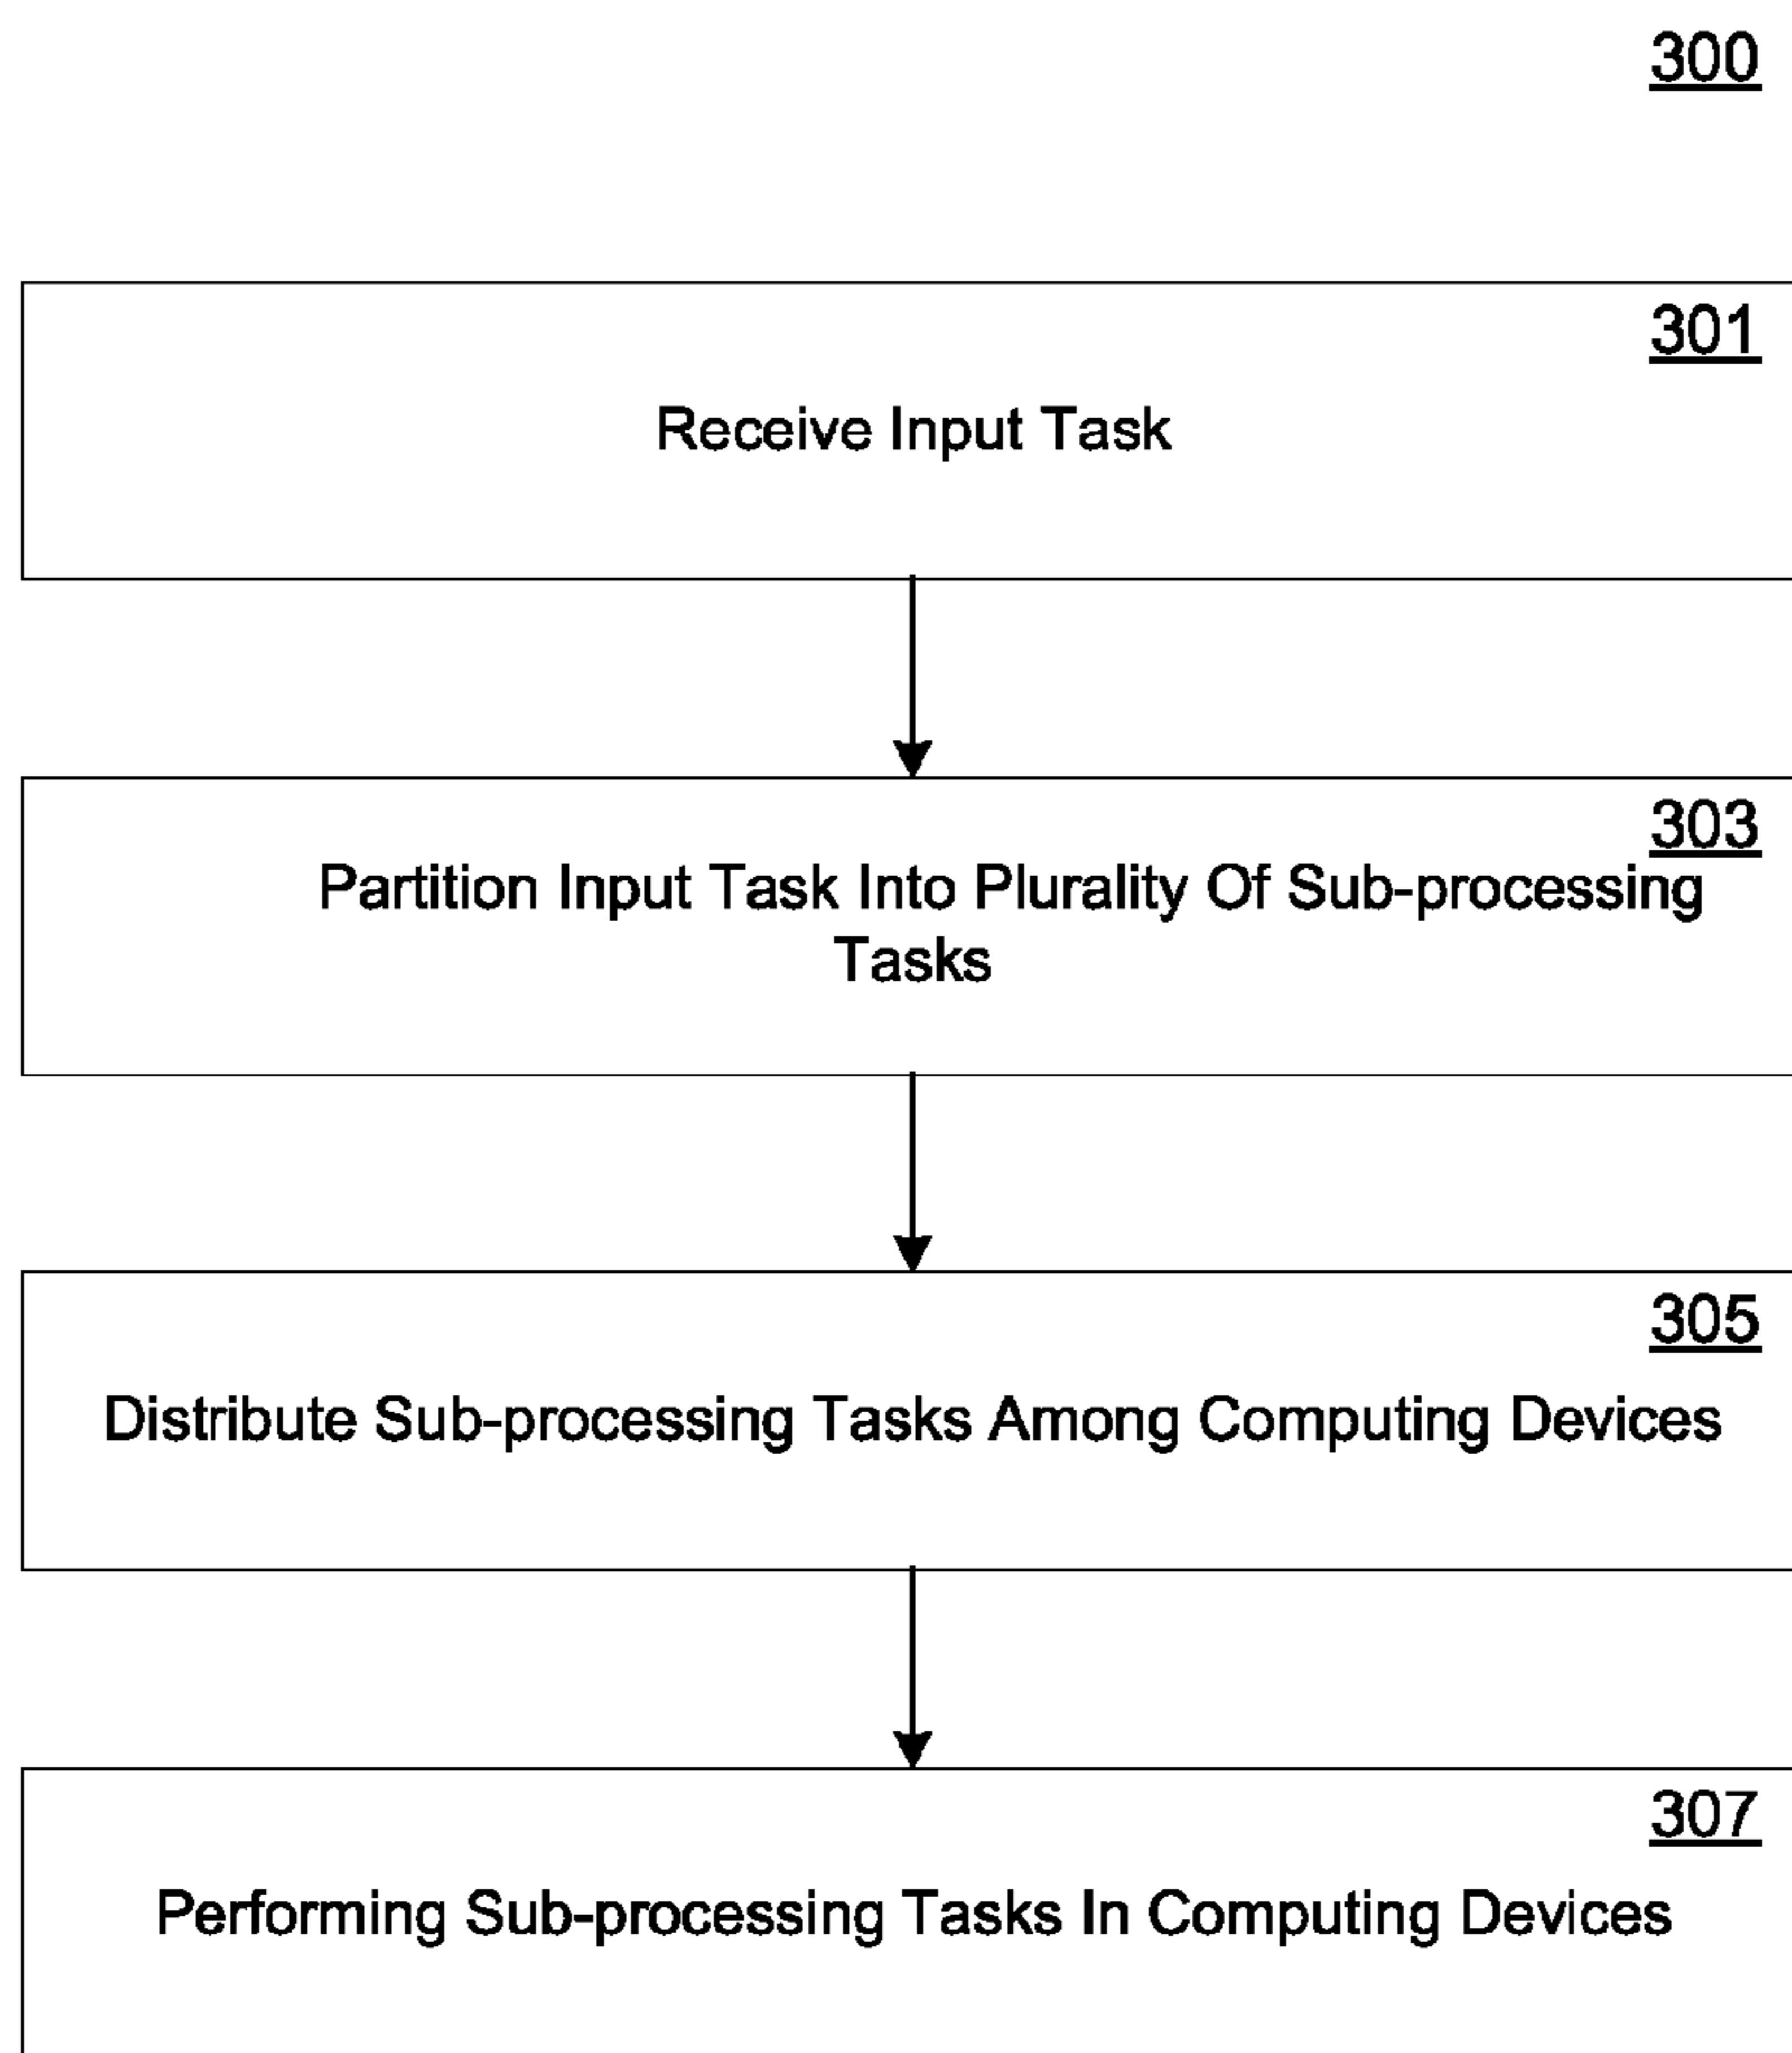 300
301
Receive Input Task
303
Partition Input Task Into Plurality Of Sub-processing
Tasks
305
Distribute Sub-processing Tasks Among Computing Devices
307
Performing Sub-processing Tasks In Computing Devices